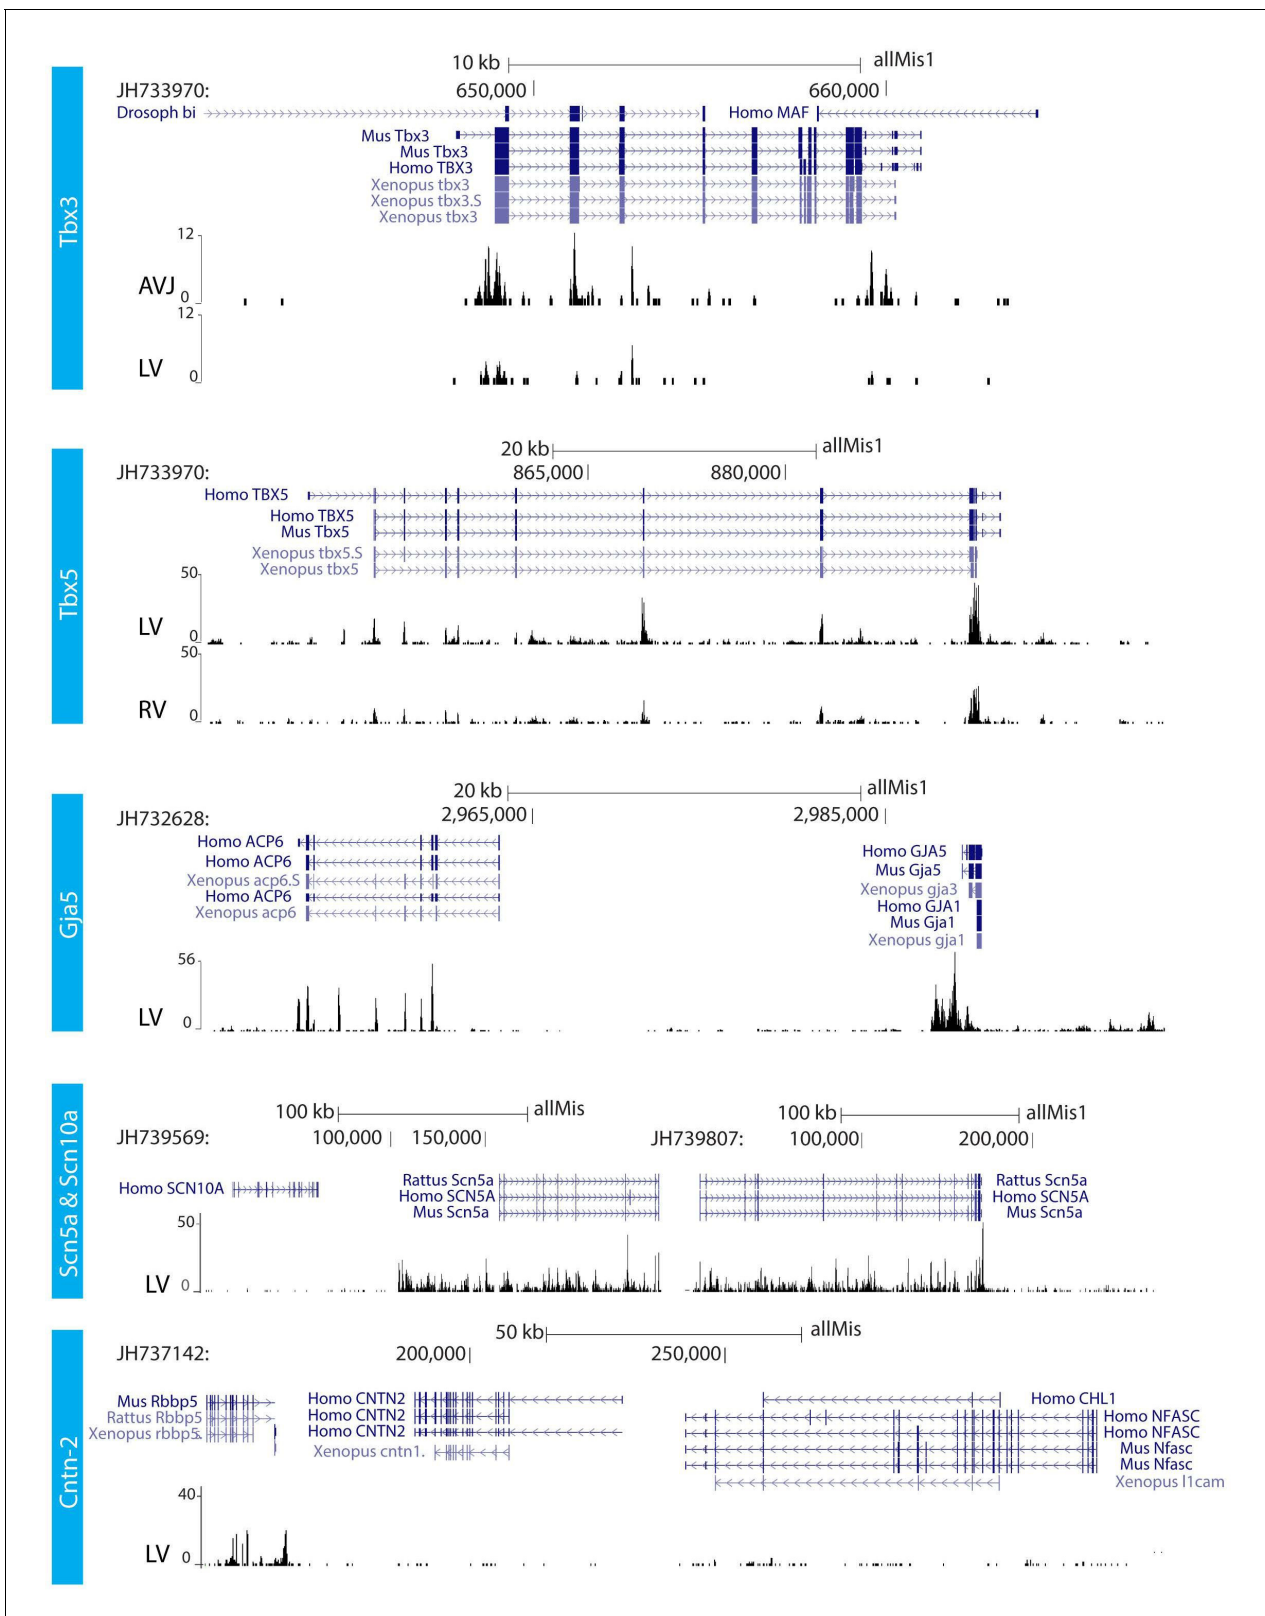 Tbx3
10 kb
allMis1
JH733970:
650,000
660,000
Drosoph bi
Homo MAF
Mus Tbx3
Mus Tbx3
Homo TBX3
Xenopus tbx3
Xenopus tbx3.S
Xenopus tbx3
12
AVJ
0
12
LV
0
Tbx5
20 kb
allMis1
JH733970:
865,000
880,000
Homo TBX5
Homo TBX5
Mus Tbx5
Xenopus tbx5.S
Xenopus tbx5
50
LV
0
50
RV
0
Gja5
20 kb
allMis1
JH732628:
2,965,000
2,985,000
Homo ACP6
Homo ACP6
Xenopus acp6.S
Homo ACP6
Xenopus acp6
Homo GJA5
Mus Gja5
Xenopus gja3
Homo GJA1
Mus Gja1
Xenopus gja1
56
LV
0
Scn5a & Scn10a
100 kb
allMis
100 kb
allMis1
JH739569:
100,000
150,000
JH739807:
100,000
200,000
Homo SCN10A
Rattus Scn5a
Homo SCN5A
Mus Scn5a
Rattus Scn5a
Homo SCN5A
Mus Scn5a
50
LV
0
Cntn-2
50 kb
allMis
JH737142:
200,000
250,000
Mus Rbbp5
Rattus Rbbp5
Xenopus rbbp5.
Homo CNTN2
Homo CNTN2
Homo CNTN2
Xenopus cntn1.
Homo CHL1
Homo NFASC
Homo NFASC
Mus Nfasc
Mus Nfasc
Xenopus l1cam
40
LV
0